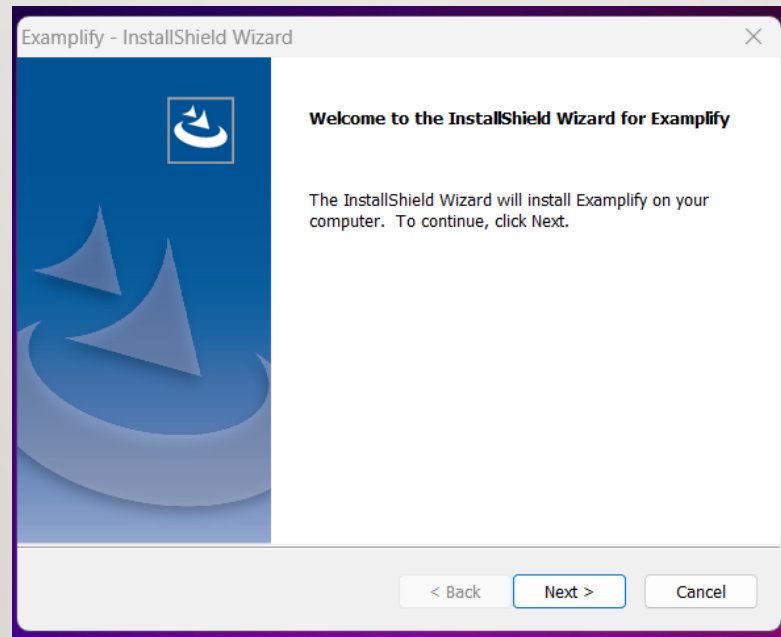 Examplify - InstallShield Wizard
Welcome to the InstallShield Wizard for Examplify
The InstallShield Wizard will install Examplify on your
computer.  To continue, click Next.
< Back
Next >
Cancel